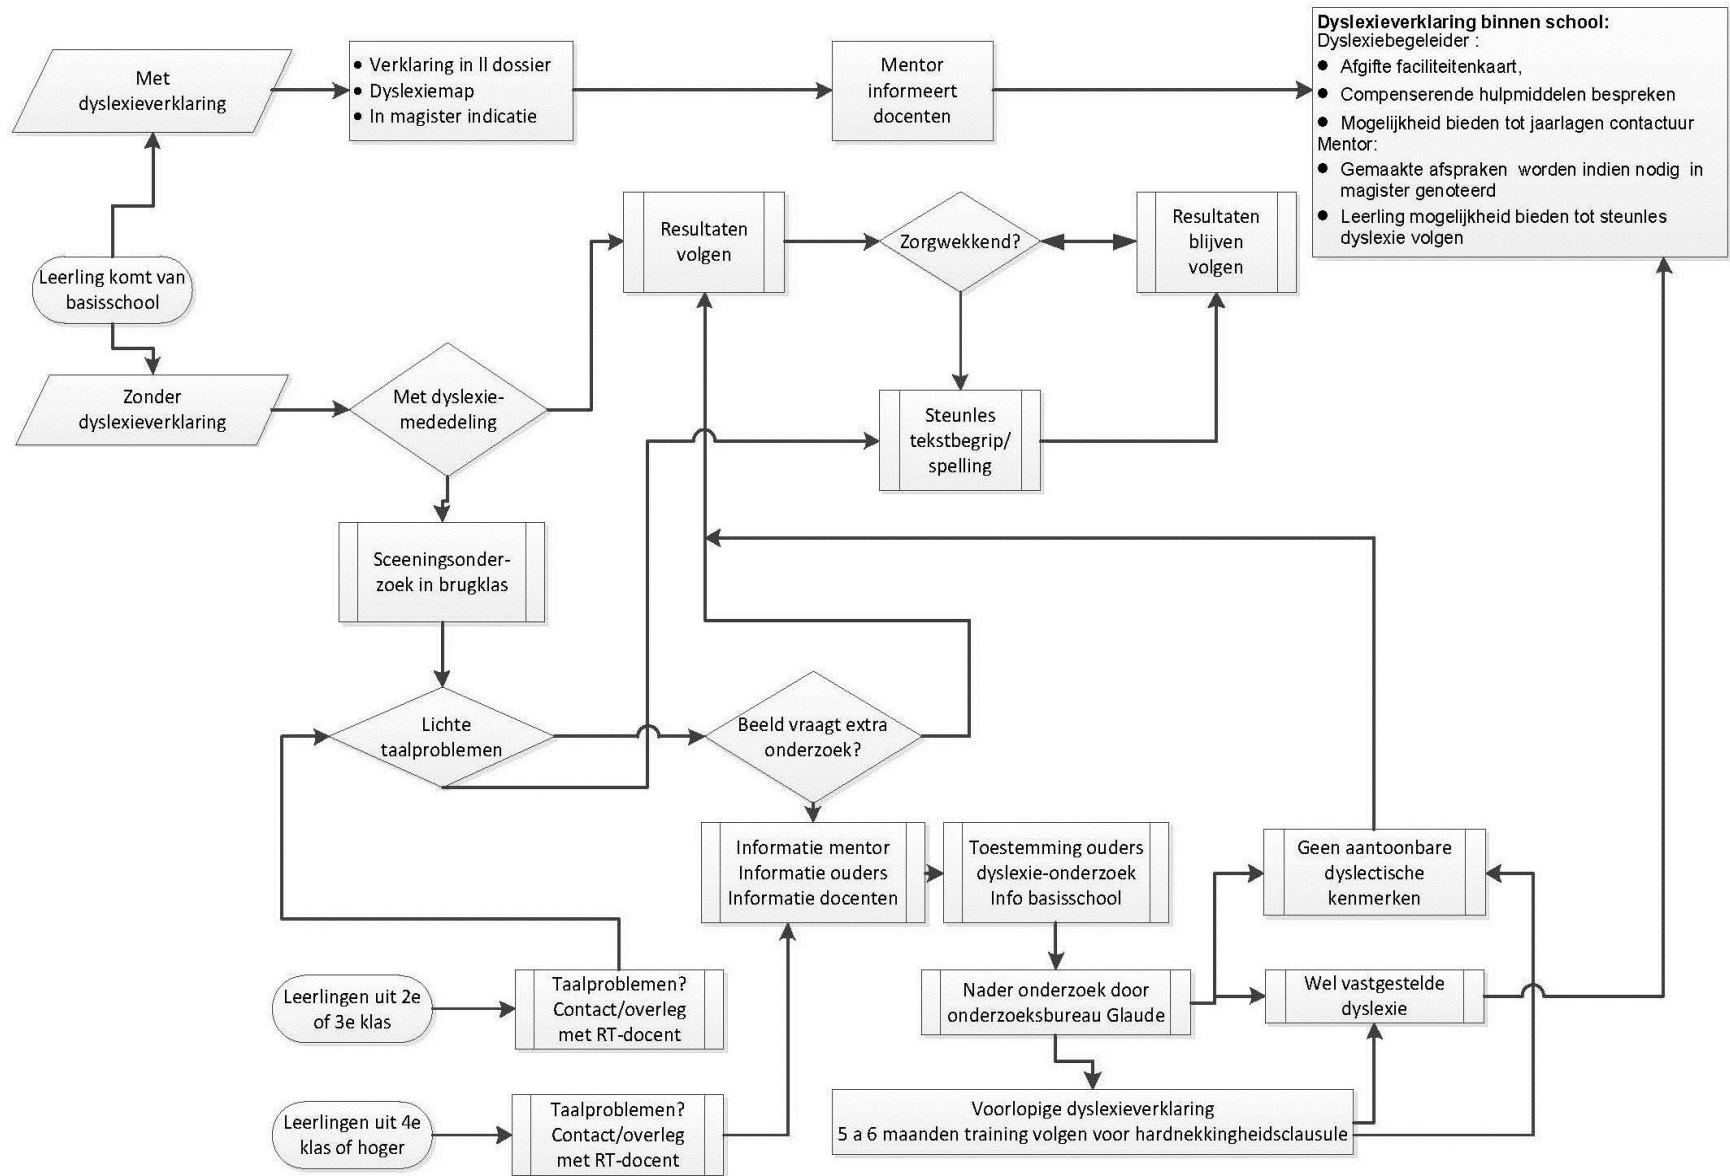 Met
dyslexieverklaring
• Verklaring in ll dossier
• Dyslexiemap
• In magister indicatie
Mentor
informeert
docenten
Dyslexieverklaring binnen school:
Dyslexiebegeleider :
• Afgifte faciliteitenkaart,
• Compenserende hulpmiddelen bespreken
• Mogelijkheid bieden tot jaarlagen contactuur
Mentor:
• Gemaakte afspraken worden indien nodig in
magister genoteerd
• Leerling mogelijkheid bieden tot steunles
dyslexie volgen
Leerling komt van
basisschool
Resultaten
volgen
Zorgwekkend?
Resultaten
blijven
volgen
Zonder
dyslexieverklaring
Met dyslexie-
mededeling
Steunles
tekstbegrip/
spelling
Sceeningsonder-
zoek in brugklas
Lichte
taalproblemen
Beeld vraagt extra
onderzoek?
Informatie mentor
Informatie ouders
Informatie docenten
Toestemming ouders
dyslexie-onderzoek
Info basisschool
Geen aantoonbare
dyslectische
kenmerken
Leerlingen uit 2e
of 3e klas
Taalproblemen?
Contact/overleg
met RT-docent
Nader onderzoek door
onderzoeksbureau Glaude
Wel vastgestelde
dyslexie
Leerlingen uit 4e
klas of hoger
Taalproblemen?
Contact/overleg
met RT-docent
Voorlopige dyslexieverklaring
5 a 6 maanden training volgen voor hardnekkingheidsclausule